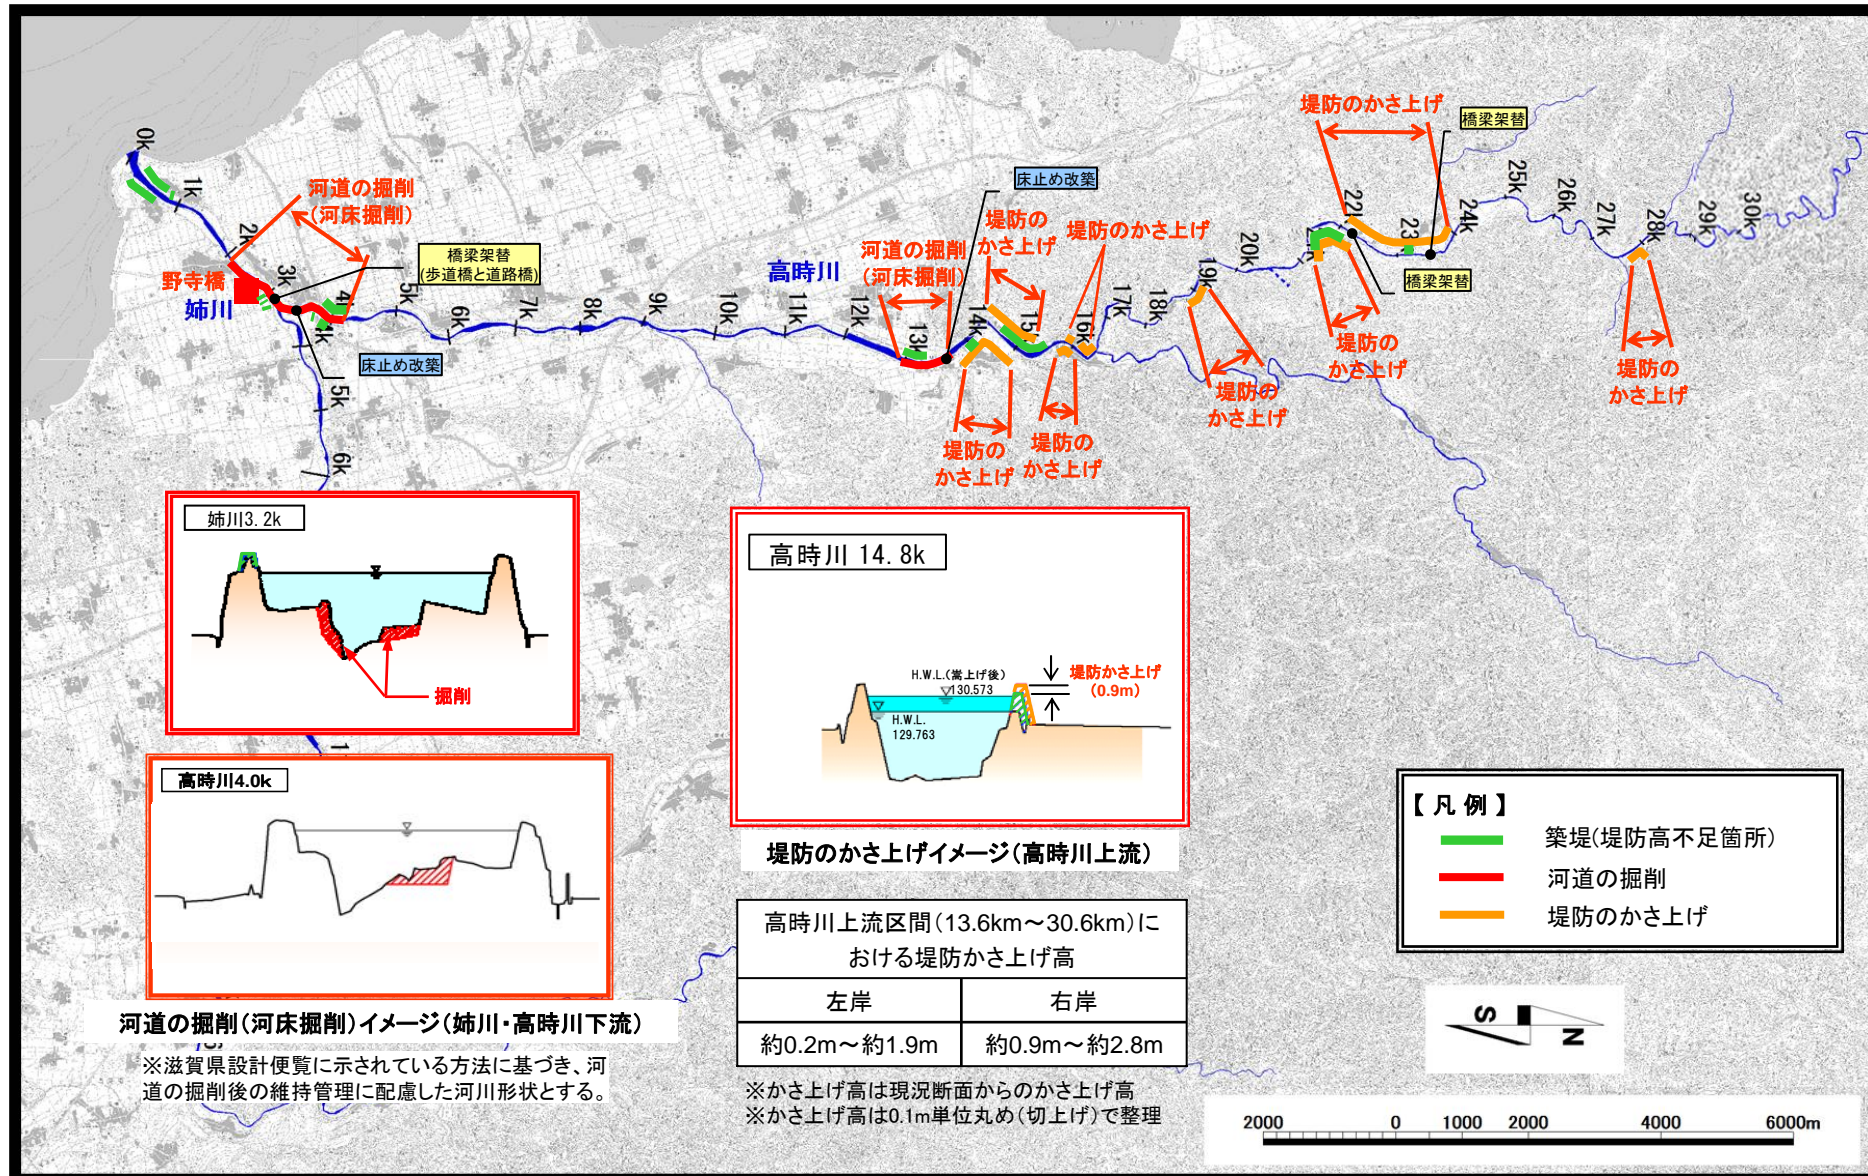 0k
1k
2k
3k
4k
4k
5k
6k
5k
6k
7k
8k
9k
10k
11k
12k
13k
14k
15k
16k
17k
18k
19k
20k
22k
23
24k
25k
26k
27k
28k
29k
30k
河道の掘削
(河床掘削)
橋梁架替
(歩道橋と道路橋)
野寺橋
姉川
床止め改築
高時川
河道の掘削
(河床掘削)
床止め改築
堤防の
かさ上げ
堤防のかさ上げ
堤防の
かさ上げ
堤防の
かさ上げ
堤防の
かさ上げ
堤防のかさ上げ
橋梁架替
橋梁架替
堤防の
かさ上げ
堤防の
かさ上げ
姉川3.2k
掘削
1
高時川4.0k
河道の掘削(河床掘削)イメージ(姉川・高時川下流)
※滋賀県設計便覧に示されている方法に基づき、河
道の掘削後の維持管理に配慮した河川形状とする。
高時川 14.8k
H.W.L.(嵩上げ後)
130.573
H.W.L.
129.763
堤防かさ上げ
(0.9m)
堤防のかさ上げイメージ(高時川上流)
高時川上流区間(13.6km～30.6km)に
おける堤防かさ上げ高
左岸 右岸
約0.2m～約1.9m 約0.9m～約2.8m
※かさ上げ高は現況断面からのかさ上げ高
※かさ上げ高は0.1m単位丸め(切上げ)で整理
【凡例】
築堤(堤防高不足箇所)
河道の掘削
堤防のかさ上げ
S N
2000 0 1000 2000 4000 6000m